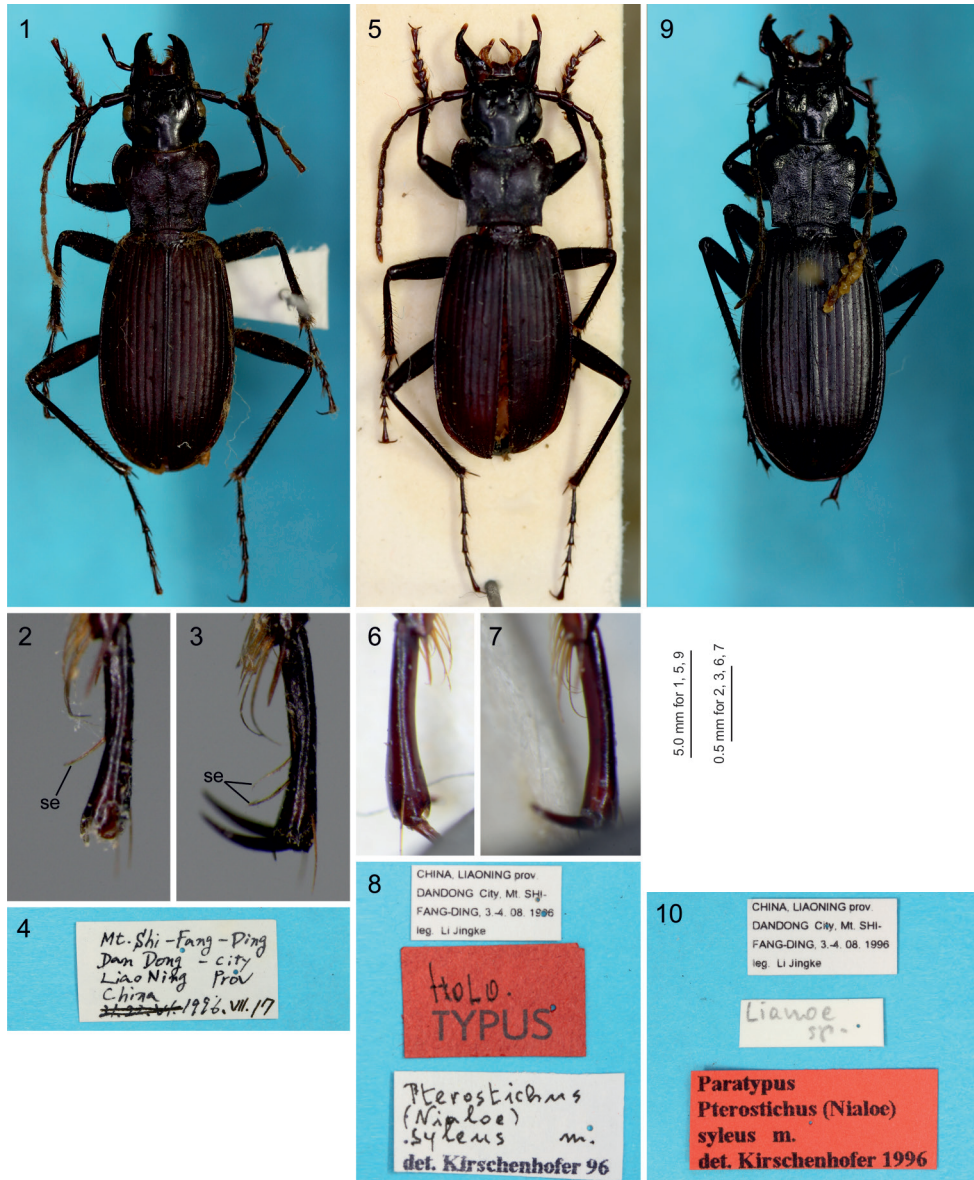 1
5
9
2
se
3
se
6
7
5.0 mm for 1, 5, 9
0.5 mm for 2, 3, 6, 7
4
Mt. Shi-Fang-Ding
Dan Dong - city
LiaoNing Prov
China
1996.VII.17
8
CHINA, LIAONING prov.
DANDONG City, Mt. SHI-
FANG-DING, 3.-4. 08. 1996
leg. Li Jingke
HOLO.
TYPUS
Pterostichus
(Nialoe)
syleus m.
det. Kirschenhofer 96
10
CHINA, LIAONING prov.
DANDONG City, Mt. SHI-
FANG-DING, 3.-4. 08. 1996
leg. Li Jingke
Lianoe
sp.
Paratypus
Pterostichus (Nialoe)
syleus m.
det. Kirschenhofer 1996